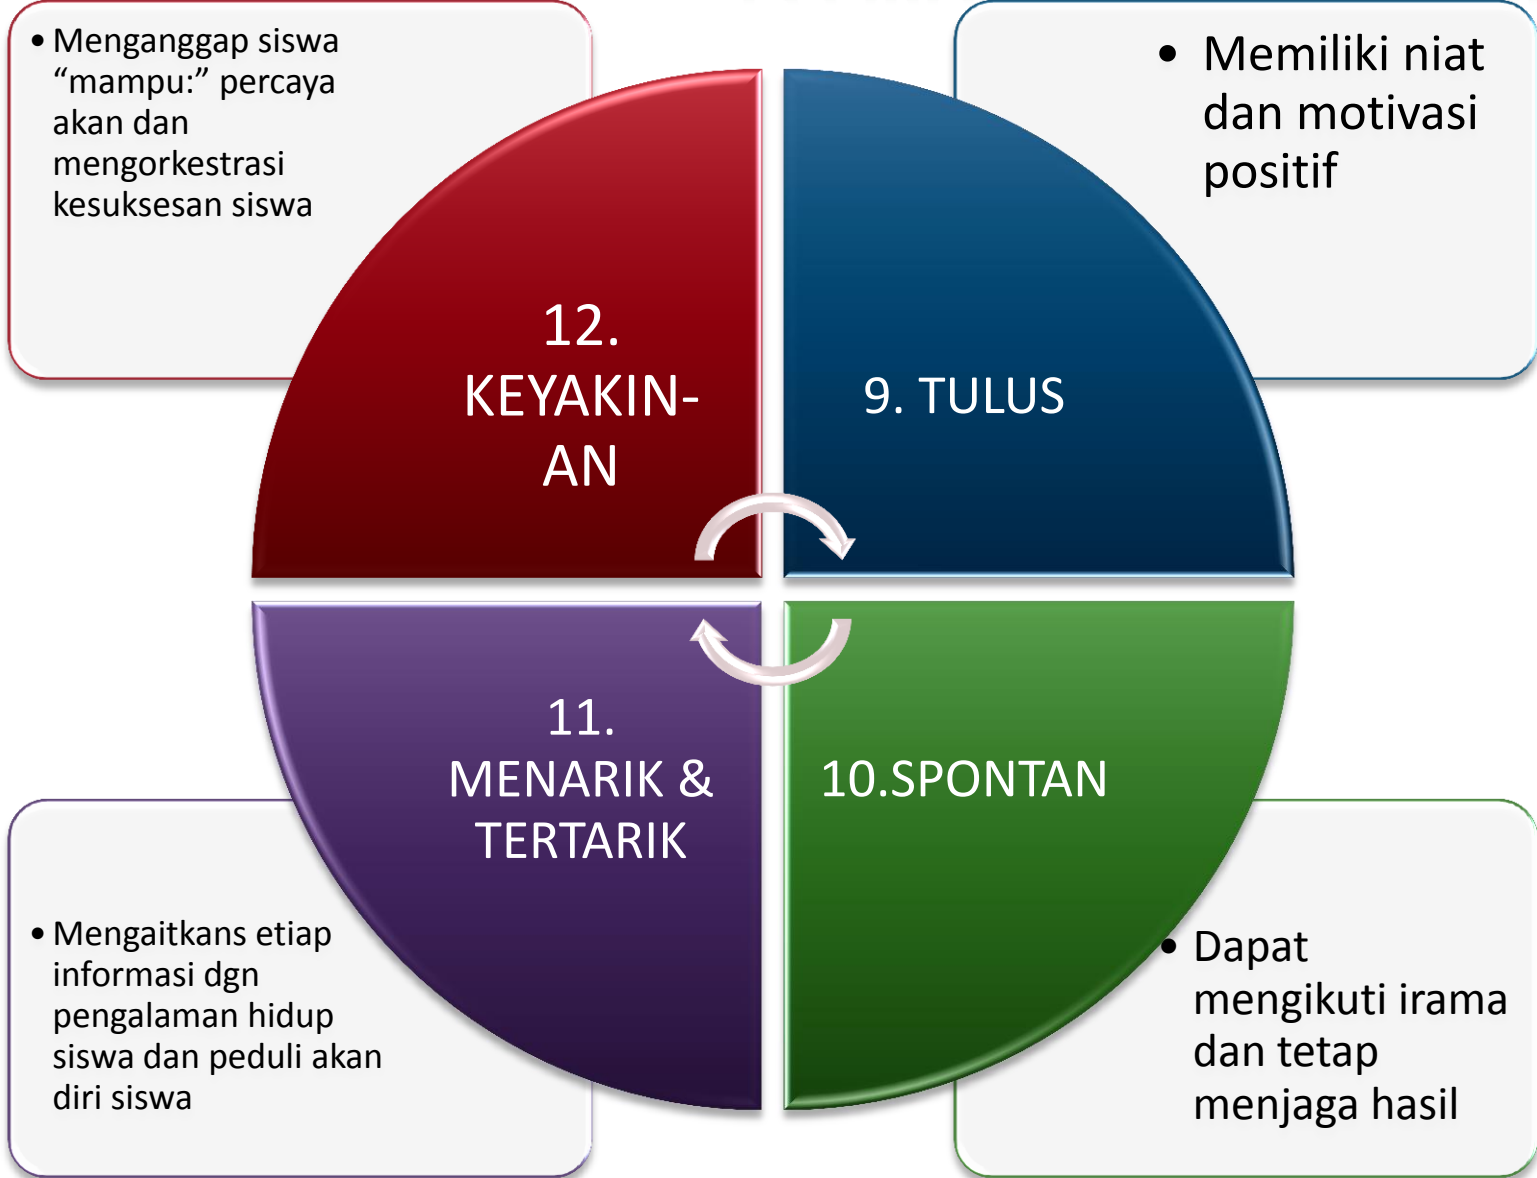 • Menganggap siswa
“mampu:” percaya
akan dan
mengorkestrasi
kesuksesan siswa
• Memiliki niat
dan motivasi
positif
12.
KEYAKIN-
AN
9. TULUS
11.
MENARIK &
TERTARIK
10.SPONTAN
• Mengaitkans etiap
informasi dgn
pengalaman hidup
siswa dan peduli akan
diri siswa
• Dapat
mengikuti irama
dan tetap
menjaga hasil